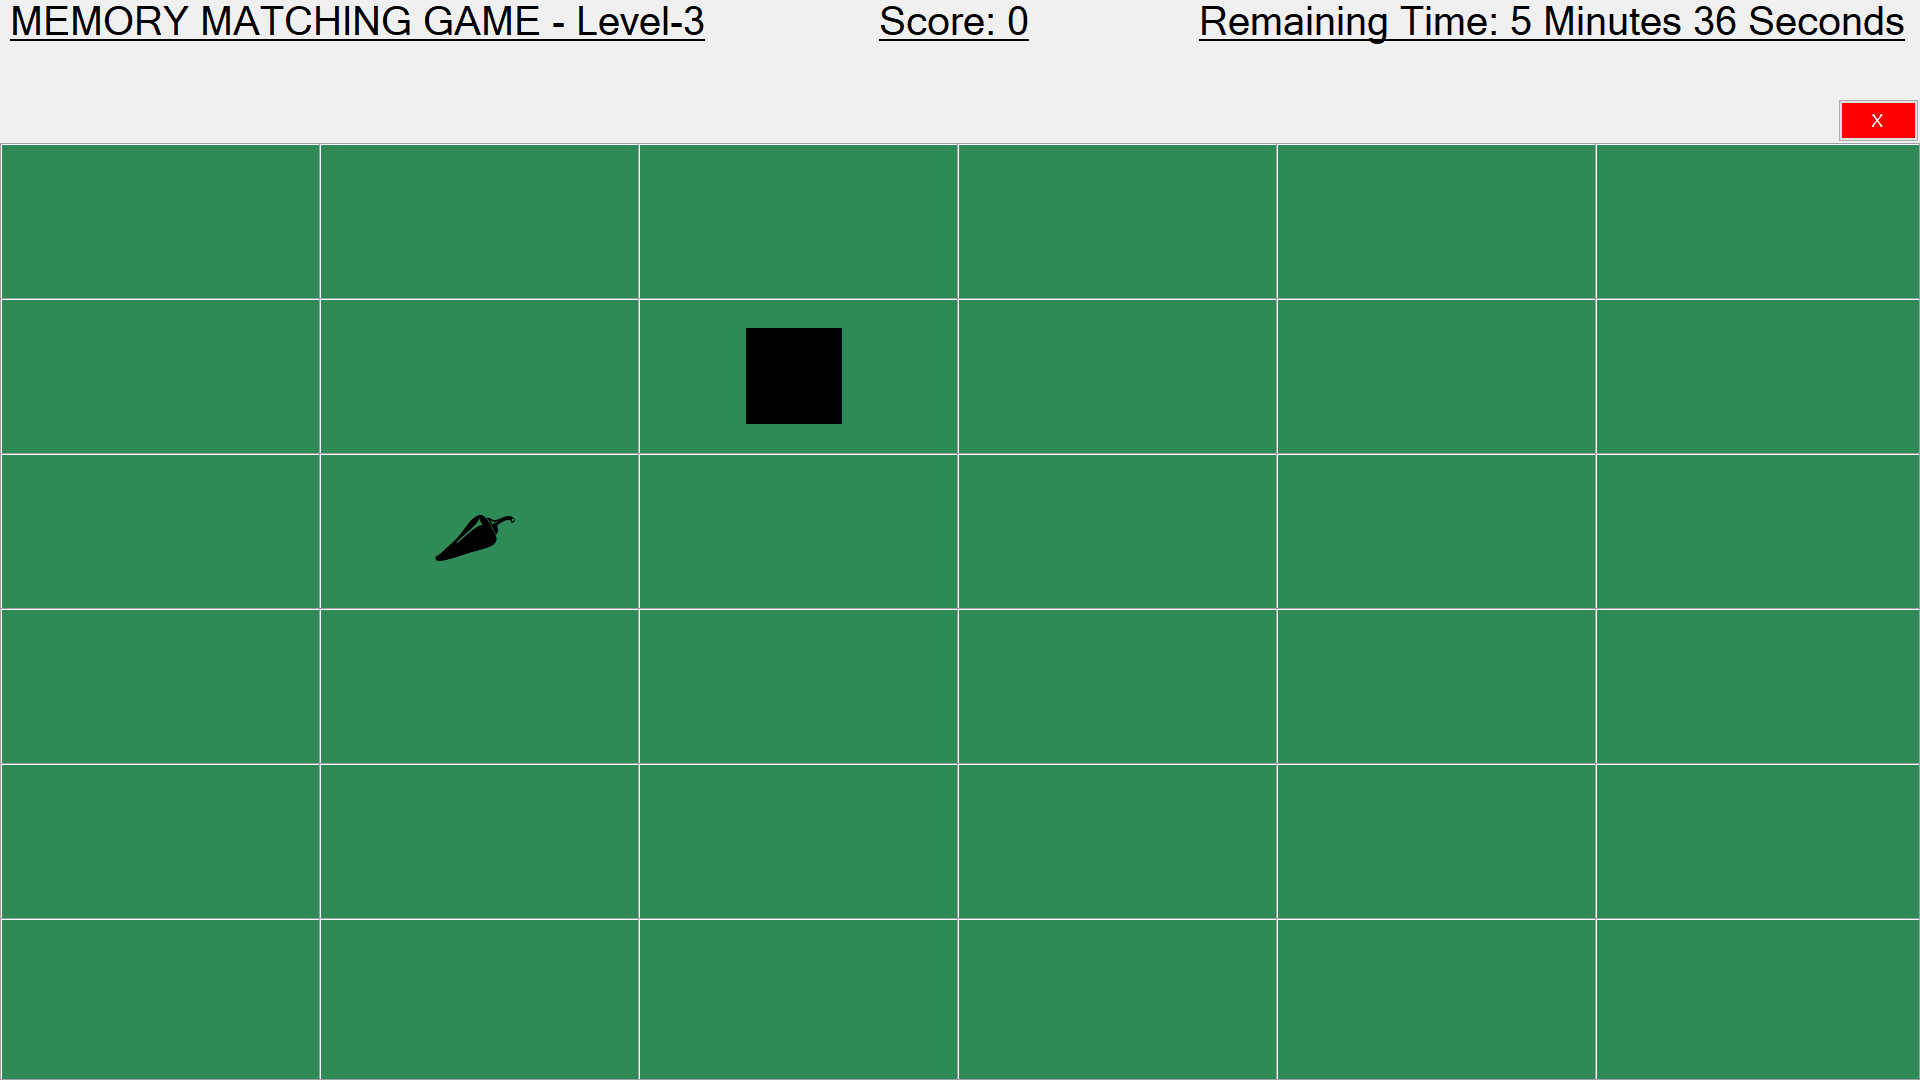 MEMORY MATCHING GAME - Level-3
Score: 0
Remaining Time: 5 Minutes 36 Seconds
X